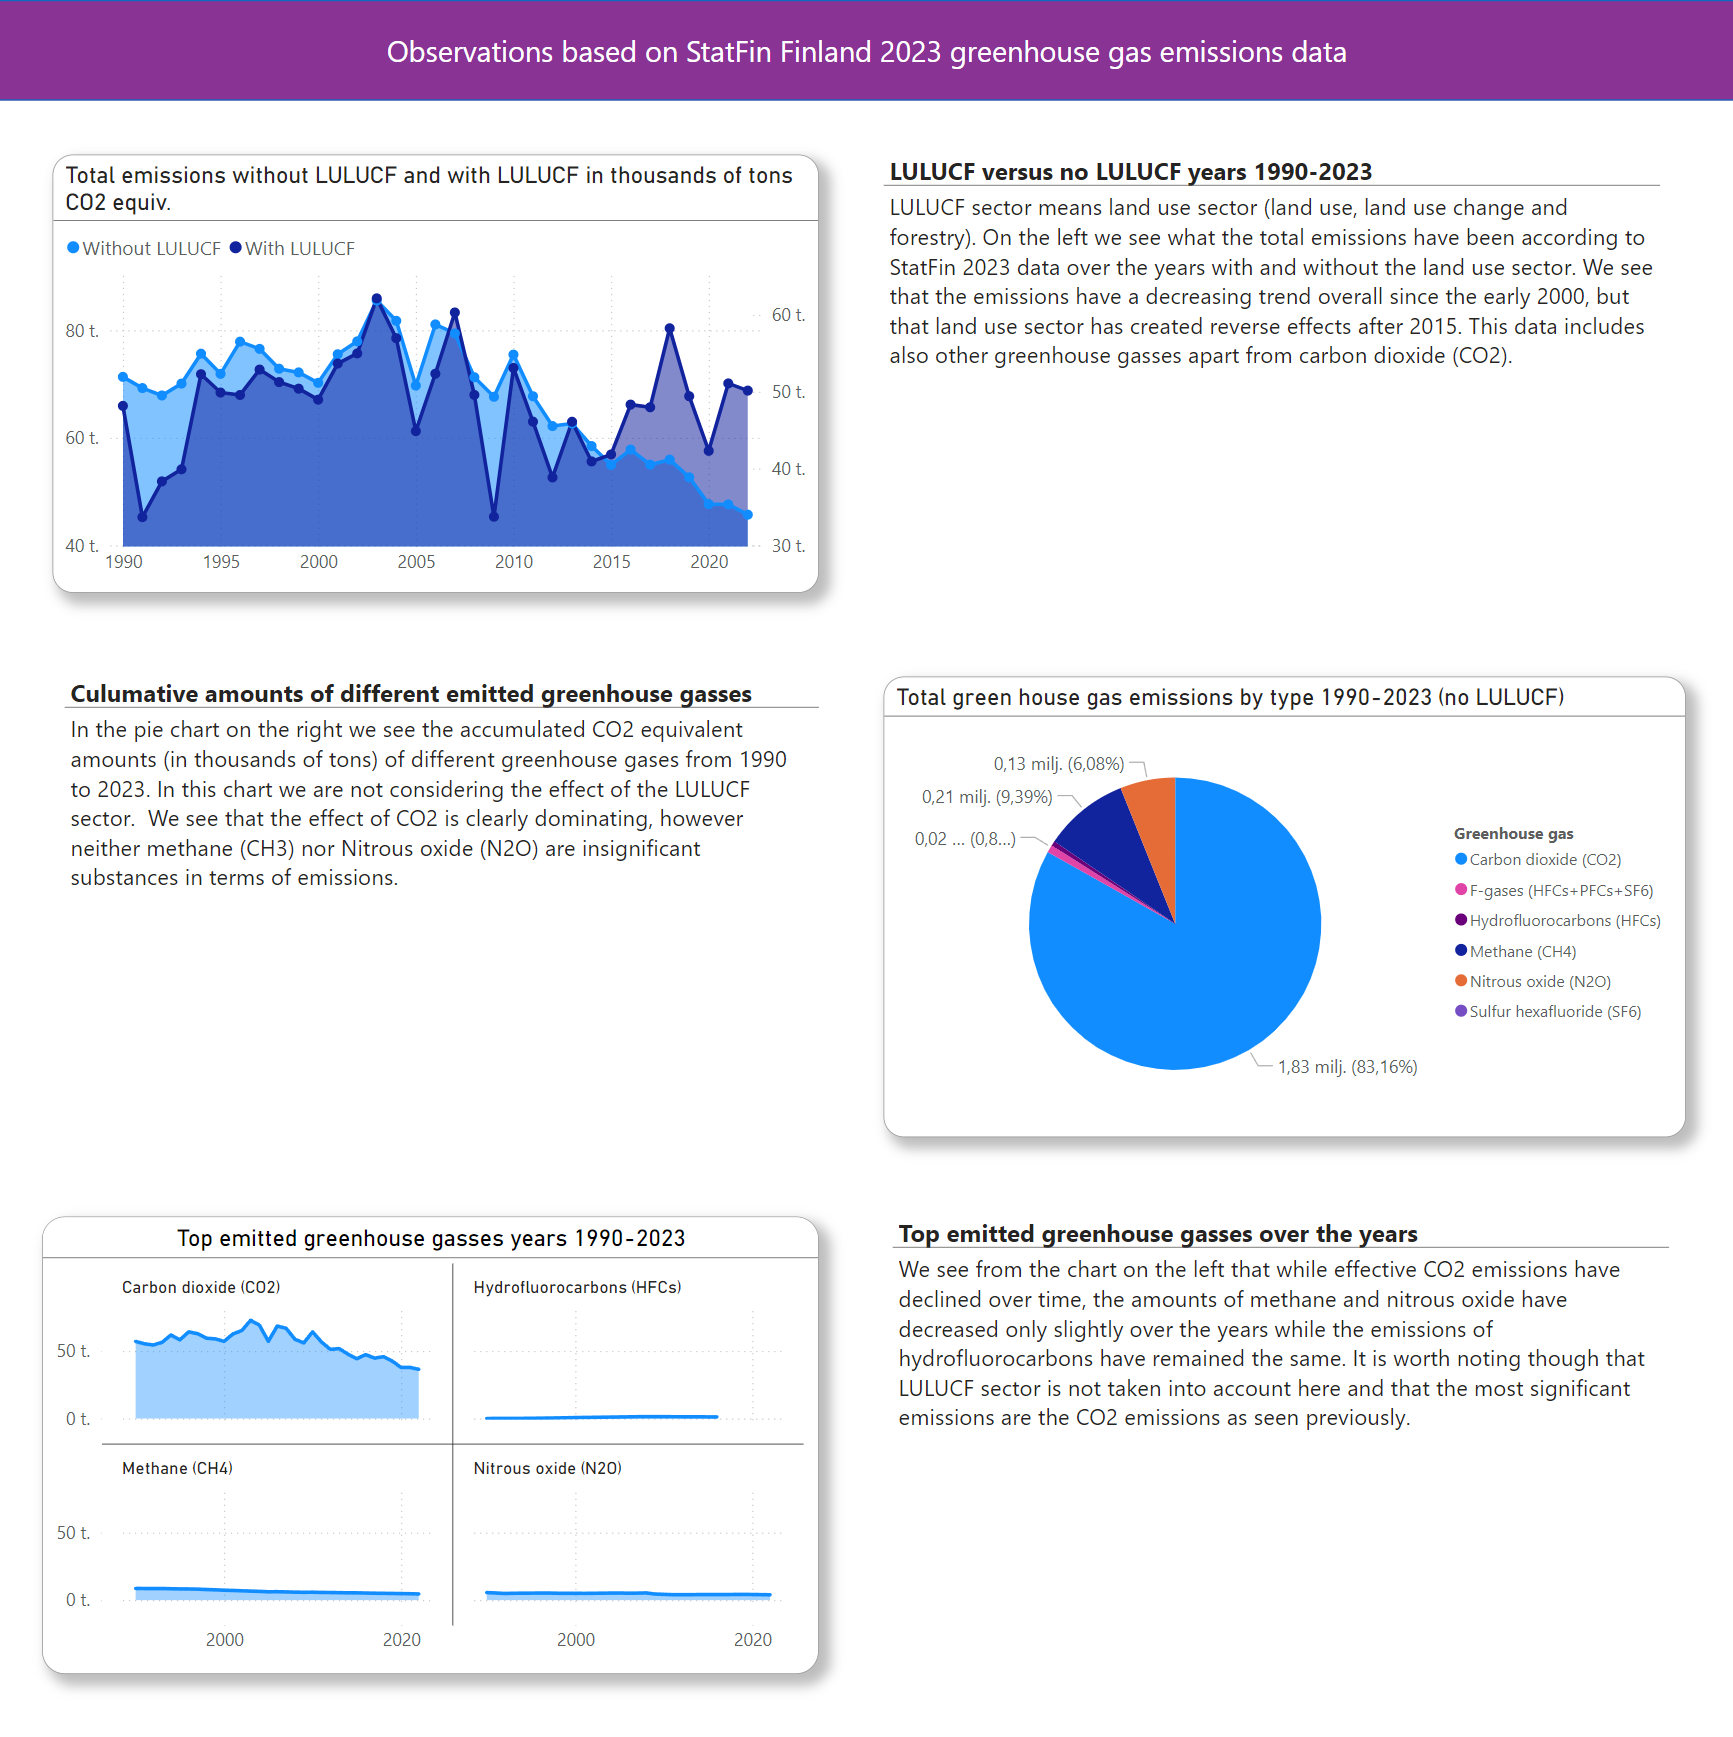 Observations based on StatFin Finland 2023 greenhouse gas emissions data
Total emissions without LULUCF and with LULUCF in thousands of tons
CO2 equiv.
Without LULUCF With LULUCF
80 t.
60 t.
40 t.
60 t.
50 t.
40 t.
30 t.
1990 1995 2000 2005 2010 2015 2020
LULUCF versus no LULUCF years 1990-2023
LULUCF sector means land use sector (land use, land use change and
forestry). On the left we see what the total emissions have been according to
StatFin 2023 data over the years with and without the land use sector. We see
that the emissions have a decreasing trend overall since the early 2000, but
that land use sector has created reverse effects after 2015. This data includes
also other greenhouse gasses apart from carbon dioxide (CO2).
Culumative amounts of different emitted greenhouse gasses
In the pie chart on the right we see the accumulated CO2 equivalent
amounts (in thousands of tons) of different greenhouse gases from 1990
to 2023. In this chart we are not considering the effect of the LULUCF
sector.  We see that the effect of CO2 is clearly dominating, however
neither methane (CH3) nor Nitrous oxide (N2O) are insignificant
substances in terms of emissions.
Total green house gas emissions by type 1990-2023 (no LULUCF)
0,13 milj. (6,08%)
0,21 milj. (9,39%)
0,02 ... (0,8...)
1,83 milj. (83,16%)
Greenhouse gas
Carbon dioxide (CO2)
F-gases (HFCs+PFCs+SF6)
Hydrofluorocarbons (HFCs)
Methane (CH4)
Nitrous oxide (N2O)
Sulfur hexafluoride (SF6)
Top emitted greenhouse gasses years 1990-2023
Carbon dioxide (CO2)
Hydrofluorocarbons (HFCs)
50 t.
0 t.
Methane (CH4)
Nitrous oxide (N2O)
50 t.
0 t.
2000 2020 2000 2020
Top emitted greenhouse gasses over the years
We see from the chart on the left that while effective CO2 emissions have
declined over time, the amounts of methane and nitrous oxide have
decreased only slightly over the years while the emissions of
hydrofluorocarbons have remained the same. It is worth noting though that
LULUCF sector is not taken into account here and that the most significant
emissions are the CO2 emissions as seen previously.